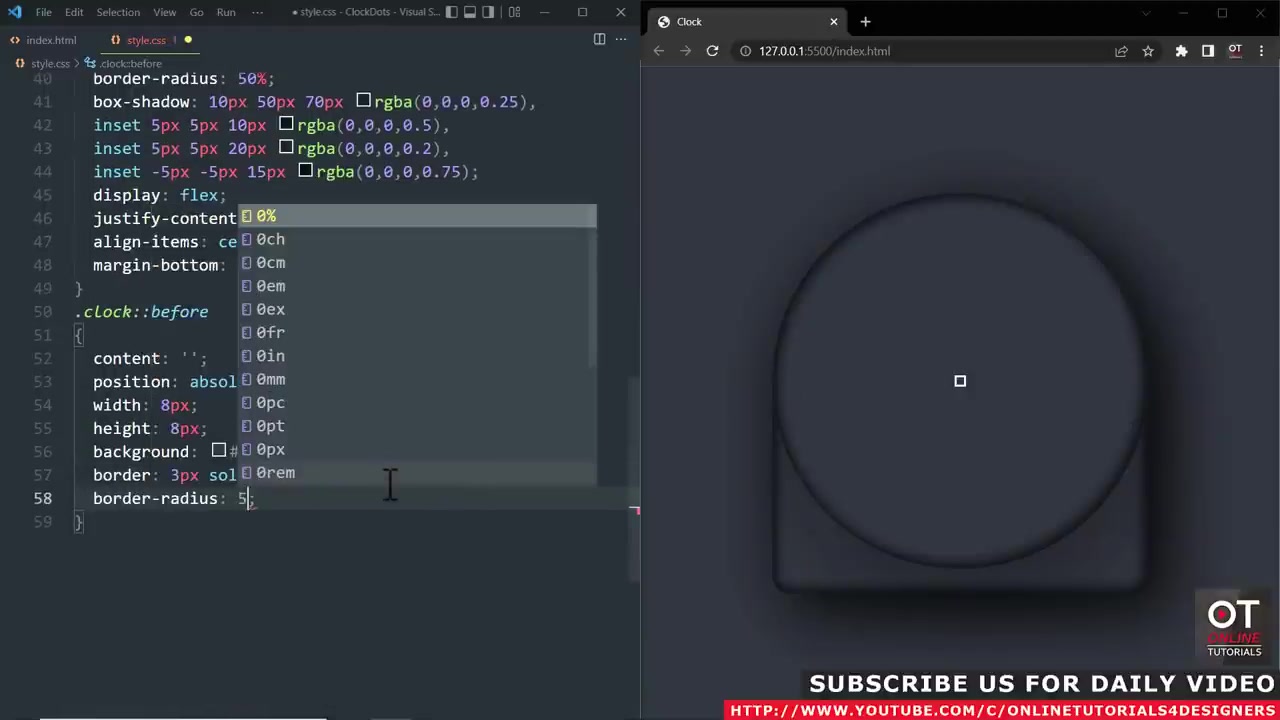 File Edit Selection View Go Run ··· ● style.css - ClockDots - Visual S...
index.html style.css
style.css > .clock::before
40 border-radius: 50%;
41 box-shadow: 10px 50px 70px rgba(0,0,0,0.25),
42 inset 5px 5px 10px rgba(0,0,0,0.5),
43 inset 5px 5px 20px rgba(0,0,0,0.2),
44 inset -5px -5px 15px rgba(0,0,0,0.75);
45 display: flex;
46 justify-content
47 align-items: ce
48 margin-bottom:
49 }
50 .clock::before
51 {
52 content: '';
53 position: absol
54 width: 8px;
55 height: 8px;
56 background: #
57 border: 3px sol
58 border-radius: 5;
59 }
0%
0ch
0cm
0em
0ex
0fr
0in
0mm
0pc
0pt
0px
0rem
Clock
127.0.0.1:5500/index.html
OT
OT
ONLINE
TUTORIALS
SUBSCRIBE US FOR DAILY VIDEO
HTTP://WWW.YOUTUBE.COM/C/ONLINETUTORIALS4DESIGNERS